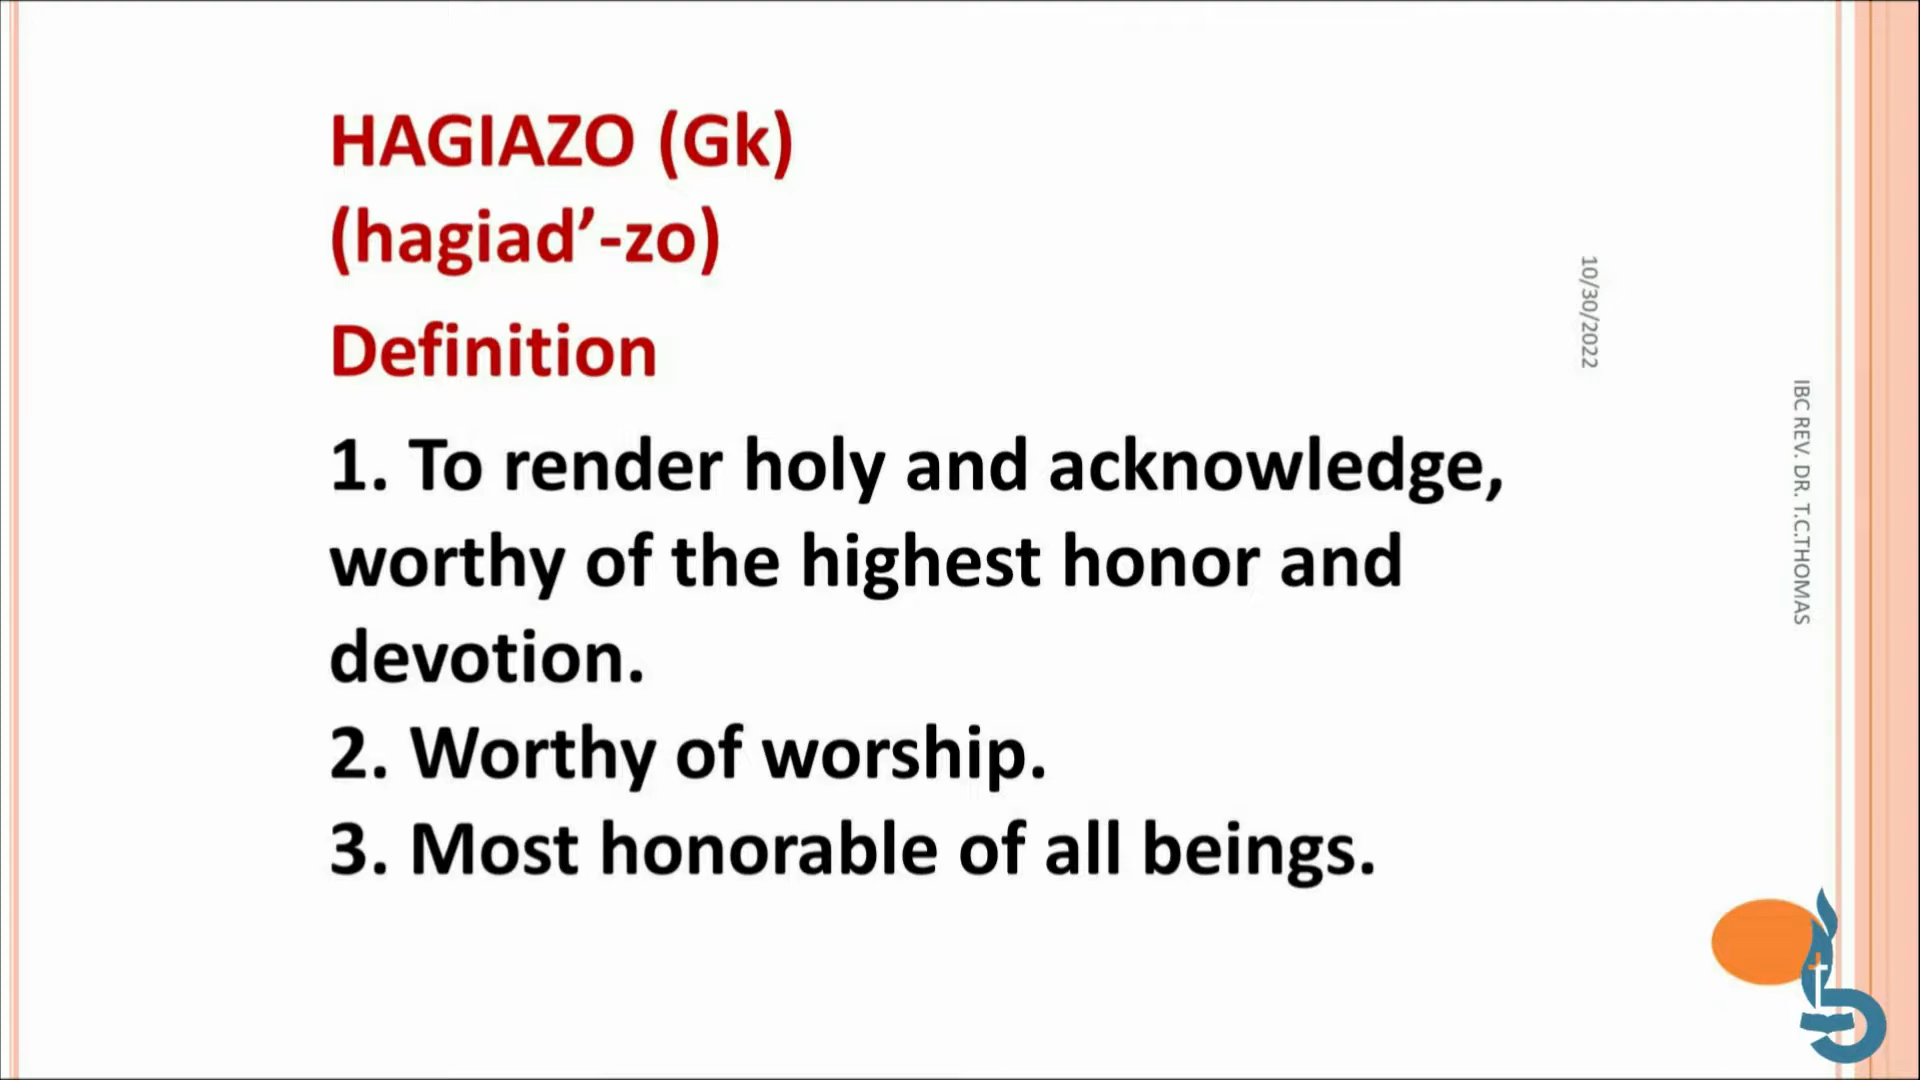 HAGIAZO (Gk)
(hagiad’-zo)
Definition
1. To render holy and acknowledge,
worthy of the highest honor and
devotion.
2. Worthy of worship.
3. Most honorable of all beings.
10/30/2022
IBC REV. DR. T.C.THOMAS